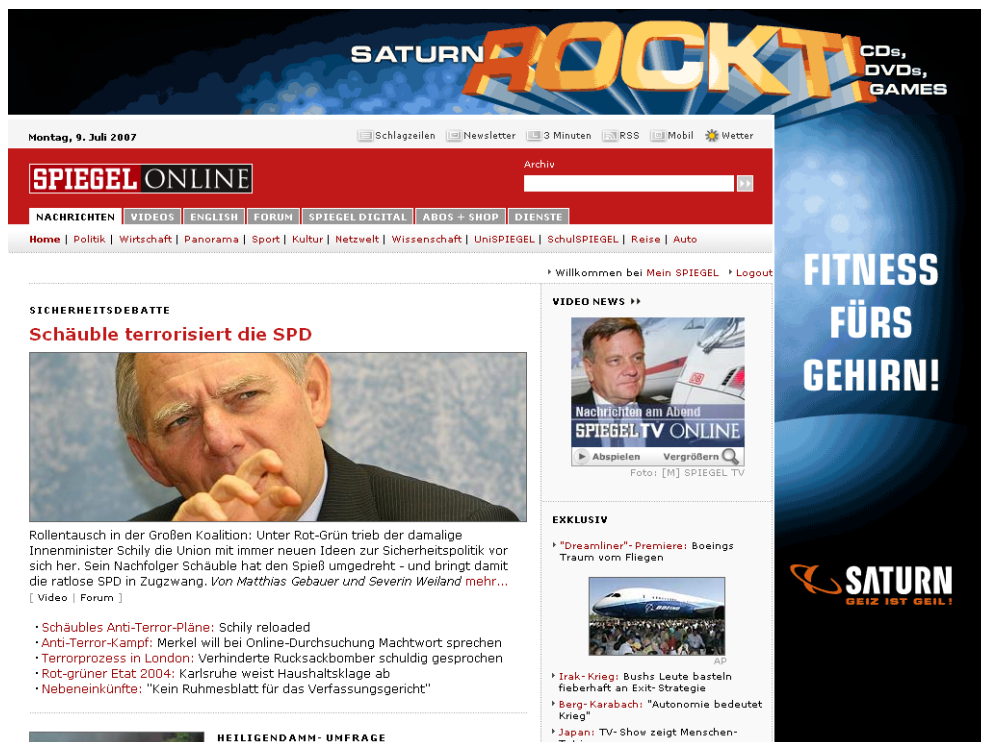 SATURN ROCKT! CDs,
DVDs,
GAMES
Montag, 9. Juli 2007
Schlagzeilen Newsletter 3 Minuten RSS Mobil Wetter
SPIEGEL ONLINE
Archiv
NACHRICHTEN VIDEOS ENGLISH FORUM SPIEGEL DIGITAL ABOS + SHOP DIENSTE
Home | Politik | Wirtschaft | Panorama | Sport | Kultur | Netzwelt | Wissenschaft | UniSPIEGEL | SchulSPIEGEL | Reise | Auto
Willkommen bei Mein SPIEGEL Logout
SICHERHEITSDEBATTE
Schäuble terrorisiert die SPD
Rollentausch in der Großen Koalition: Unter Rot-Grün trieb der damalige
Innenminister Schily die Union mit immer neuen Ideen zur Sicherheitspolitik vor
sich her. Sein Nachfolger Schäuble hat den Spieß umgedreht - und bringt damit
die ratlose SPD in Zugzwang. Von Matthias Gebauer und Severin Weiland mehr...
[ Video | Forum ]
· Schäubles Anti-Terror-Pläne: Schily reloaded
· Anti-Terror-Kampf: Merkel will bei Online-Durchsuchung Machtwort sprechen
· Terrorprozess in London: Verhinderte Rucksackbomber schuldig gesprochen
· Rot-grüner Etat 2004: Karlsruhe weist Haushaltsklage ab
· Nebeneinkünfte: "Kein Ruhmesblatt für das Verfassungsgericht"
HEILIGENDAMM-UMFRAGE
VIDEO NEWS
DB
Nachrichten am Abend
SPIEGEL TV ONLINE
Abspielen Vergrößern
Foto: [M] SPIEGEL TV
EXKLUSIV
"Dreamliner"-Premiere: Boeings
Traum vom Fliegen
BOEING
AP
Irak-Krieg: Bushs Leute basteln
fieberhaft an Exit-Strategie
Berg-Karabach: "Autonomie bedeutet
Krieg"
Japan: TV-Show zeigt Menschen-
FITNESS
FÜRS
GEHIRN!
SATURN
GEIZ IST GEIL!